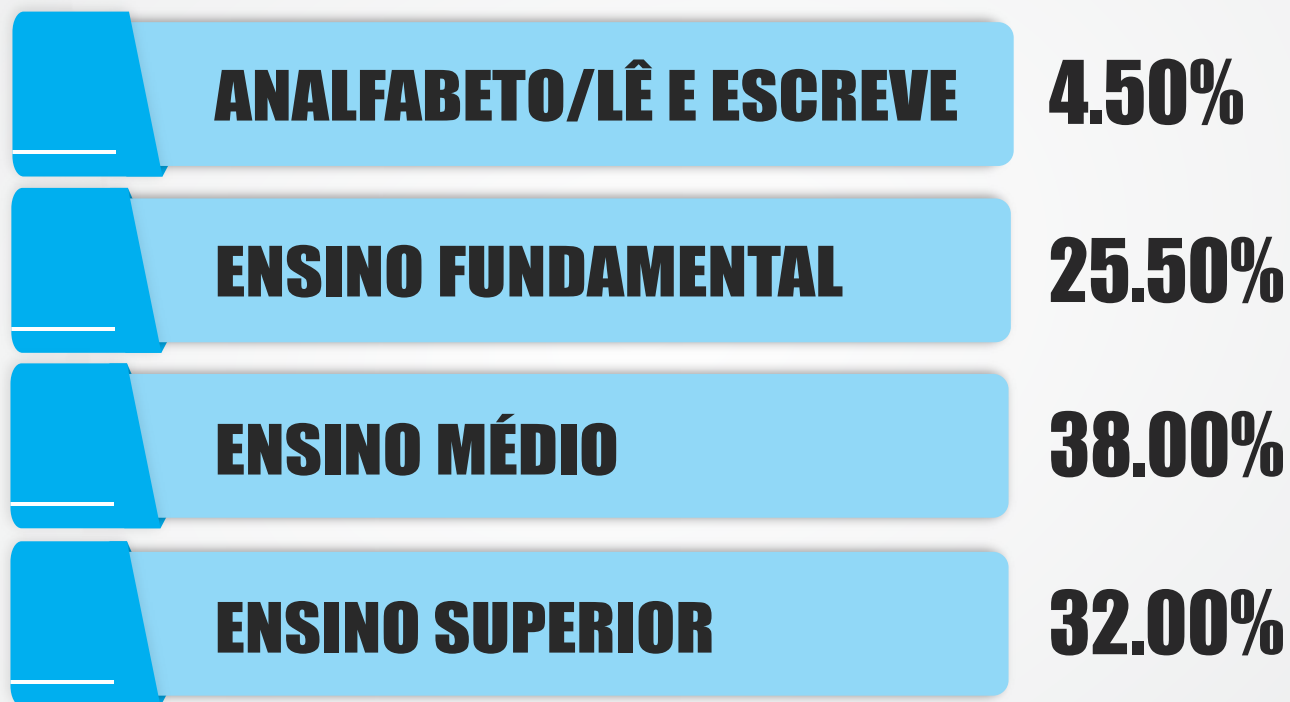 ANALFABETO/LÊ E ESCREVE 4.50%
ENSINO FUNDAMENTAL 25.50%
ENSINO MÉDIO 38.00%
ENSINO SUPERIOR 32.00%